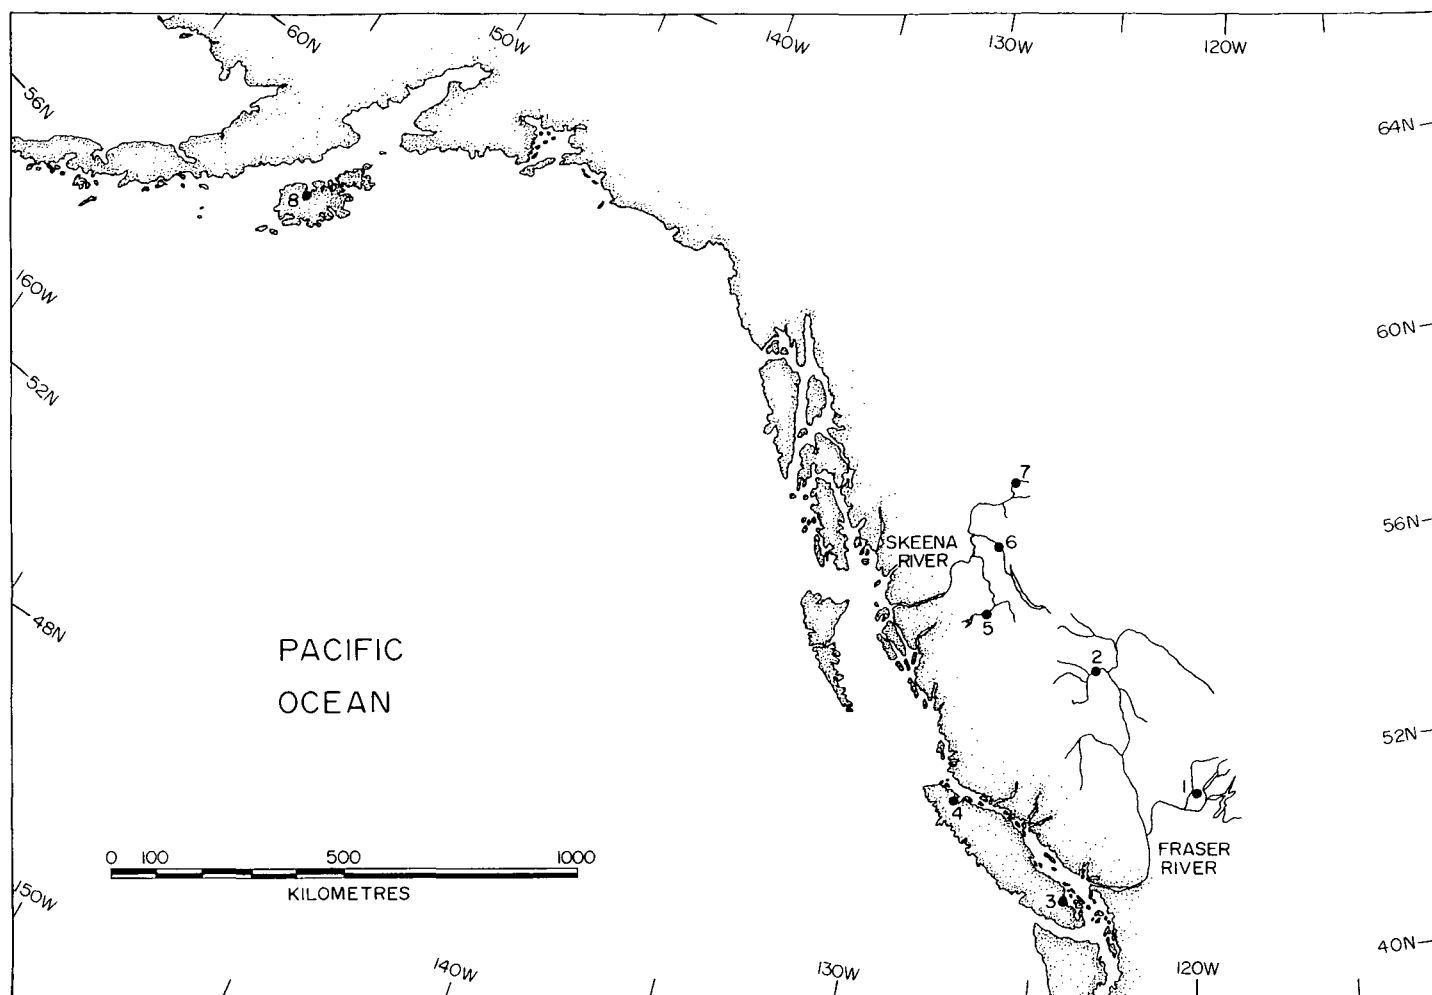 60N
150W
140W
130W
120W
56N
64N
8
160W
60N
52N
7
56N
SKEENA
RIVER
6
48N
5
PACIFIC
OCEAN
2
52N
1
4
0 100 500 1000
KILOMETRES
FRASER
RIVER
150W
3
40N
140W
130W
120W